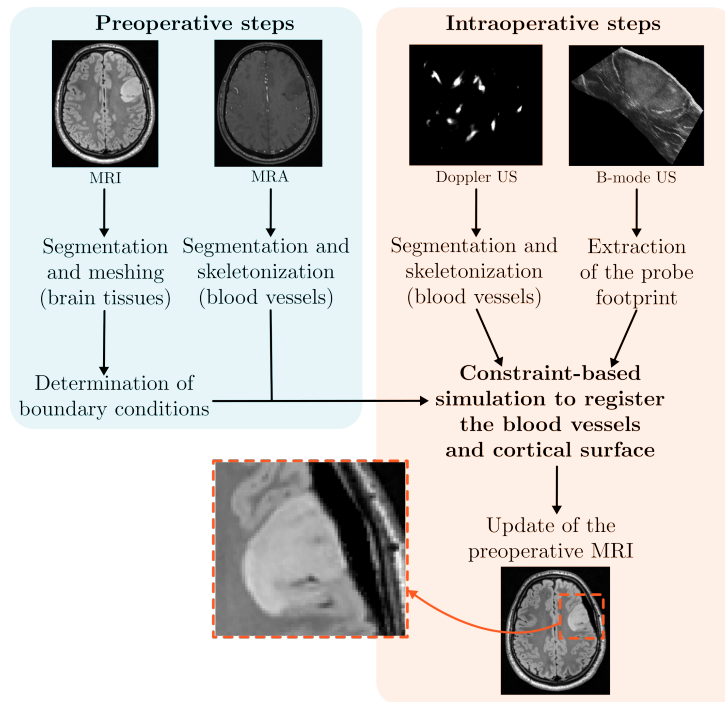 Preoperative steps
MRI
MRA
Segmentation
and meshing
(brain tissues)
Segmentation and
skeletonization
(blood vessels)
Determination of
boundary conditions
Intraoperative steps
Doppler US
B-mode US
Segmentation and
skeletonization
(blood vessels)
Extraction
of the probe
footprint
Constraint-based
simulation to register
the blood vessels
and cortical surface
Update of the
preoperative MRI